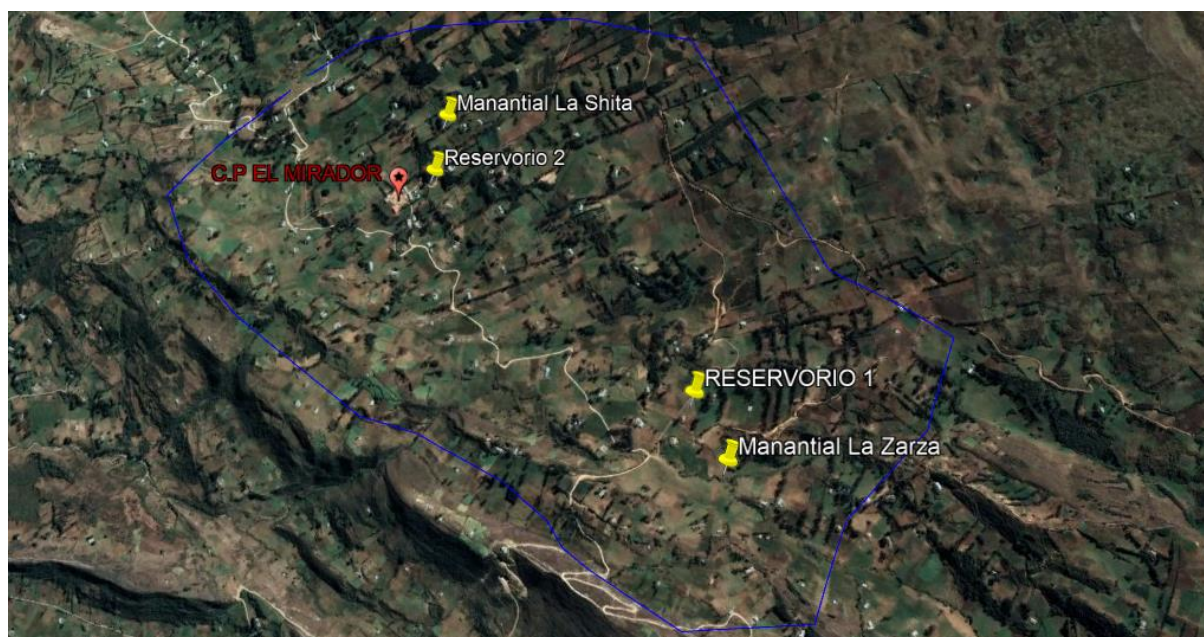 Manantial La Shita
Reservorio 2
C.P EL MIRADOR
RESERVORIO 1
Manantial La Zarza